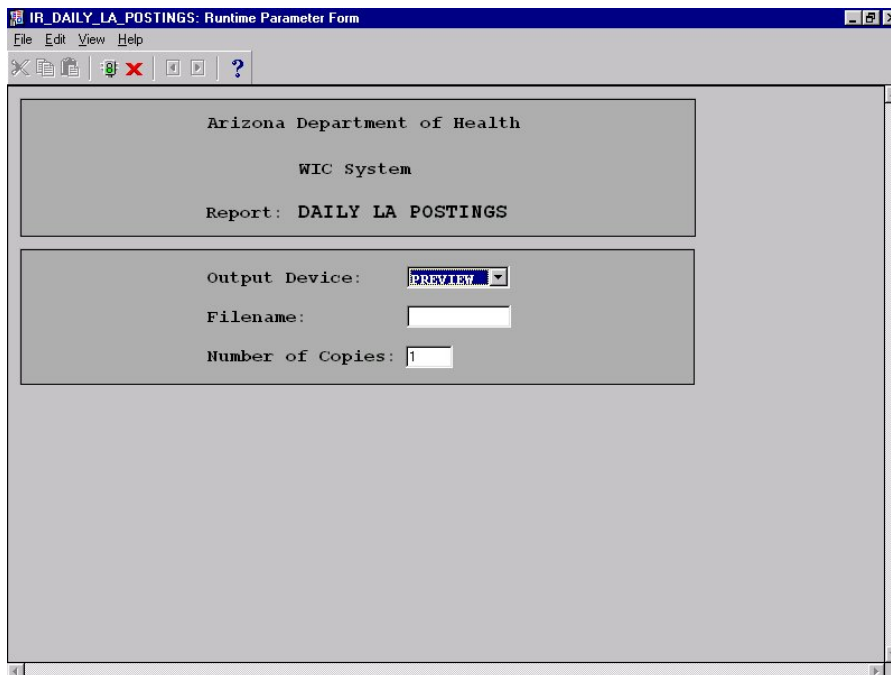 IR_DAILY_LA_POSTINGS: Runtime Parameter Form
File Edit View Help
?
Arizona Department of Health
WIC System
Report: DAILY LA POSTINGS
Output Device: PREVIEW
Filename:
Number of Copies: 1